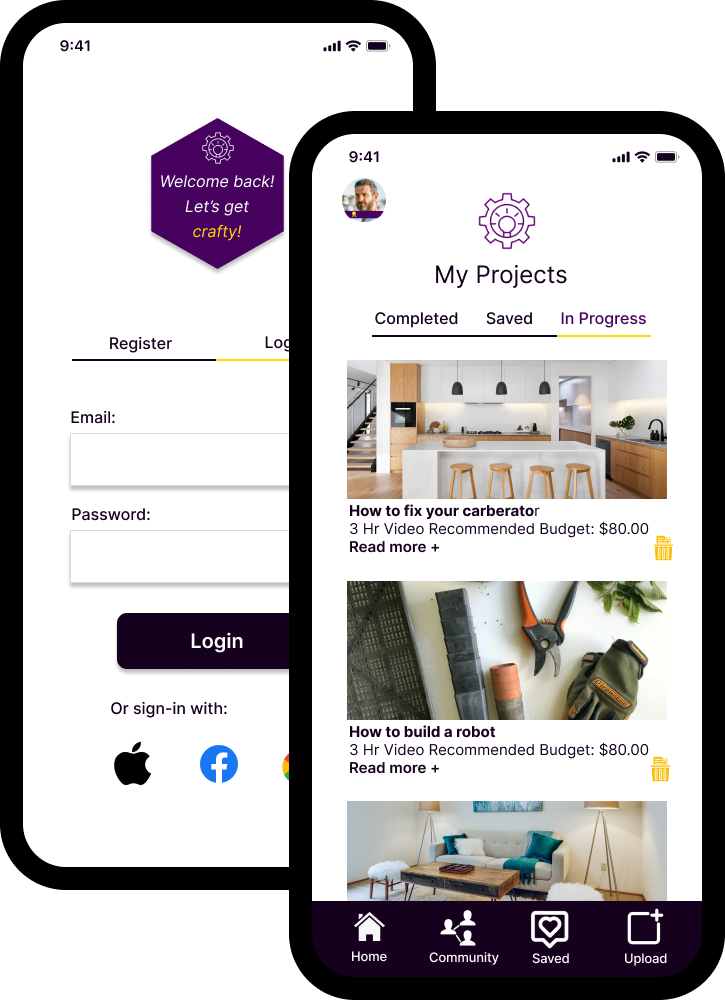 9:41
Welcome back!
Let's get
crafty!
Register
Log
Email:
Password:
Login
Or sign-in with:
9:41
My Projects
Completed Saved In Progress
How to fix your carberator
3 Hr Video Recommended Budget: $80.00
Read more +
How to build a robot
3 Hr Video Recommended Budget: $80.00
Read more +
Home Community Saved Upload